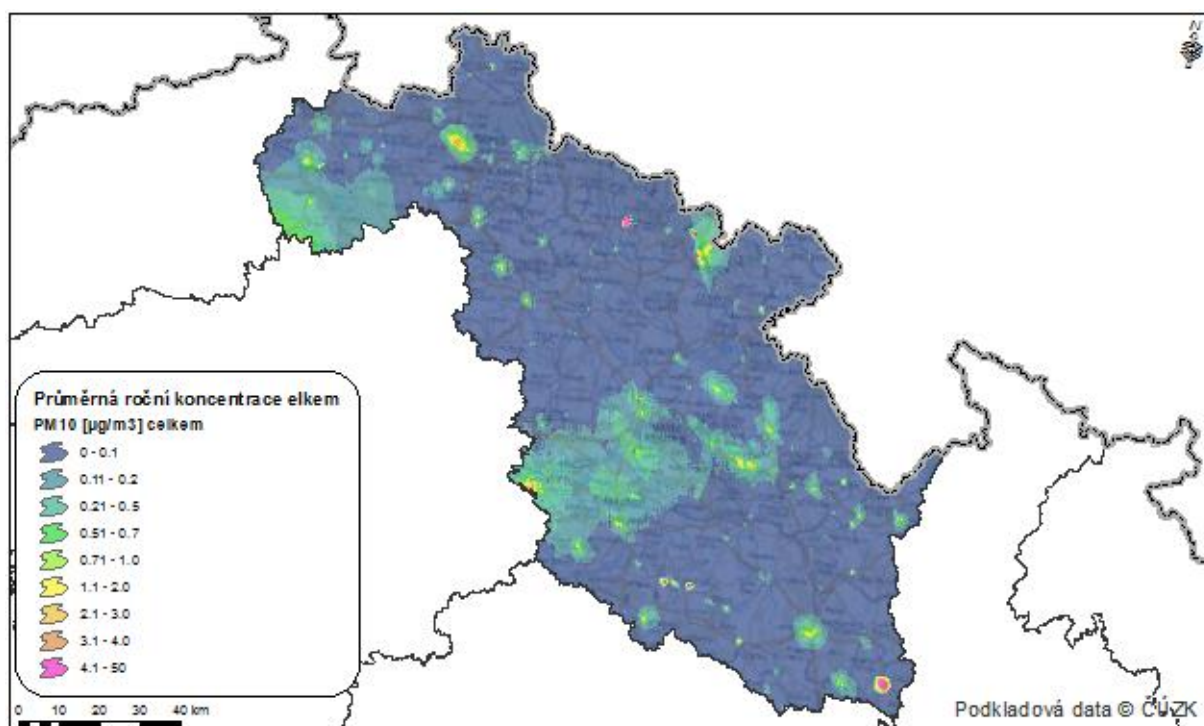 N
Průměrná roční koncentrace elkem
PM10 [µg/m3] celkem
0 - 0.1
0.11 - 0.2
0.21 - 0.5
0.51 - 0.7
0.71 - 1.0
1.1 - 2.0
2.1 - 3.0
3.1 - 4.0
4.1 - 50
0 10 20 40 km
Podkladová data © ČÚZK